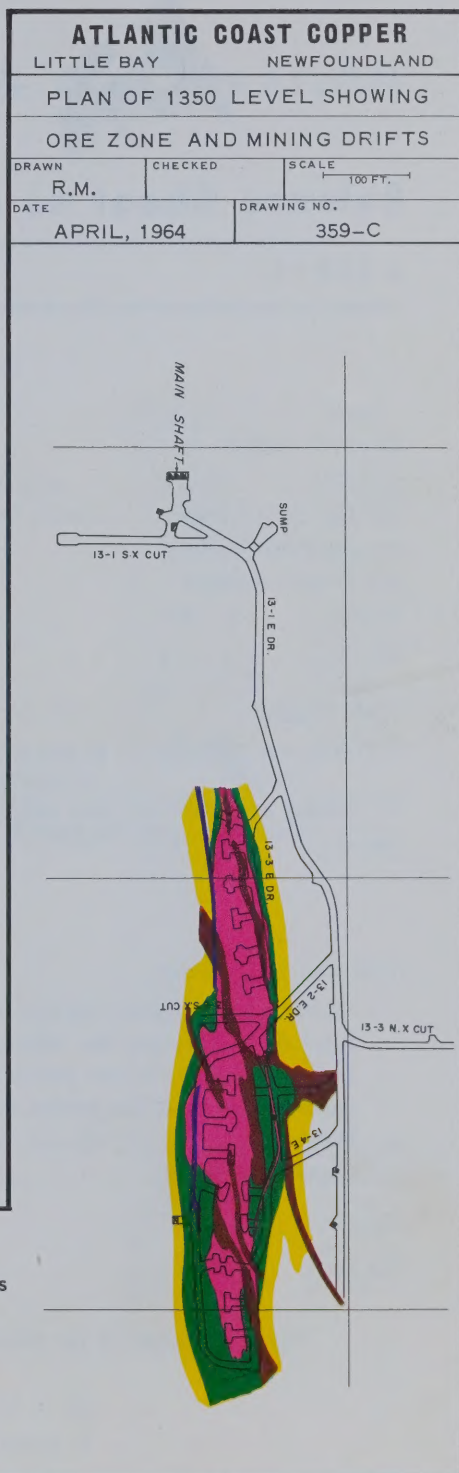 ATLANTIC COAST COPPER
LITTLE BAY NEWFOUNDLAND
PLAN OF 1350 LEVEL SHOWING
ORE ZONE AND MINING DRIFTS
DRAWN CHECKED SCALE
R.M. 100 FT.
DATE DRAWING NO.
APRIL, 1964 359-C
MAIN SHAFT
SUMP
13-1 S.X CUT
13-1 E DR.
13-3 E DR.
13-2 E DR.
S.X CUT
13-3 N.X CUT
13-4 E
S